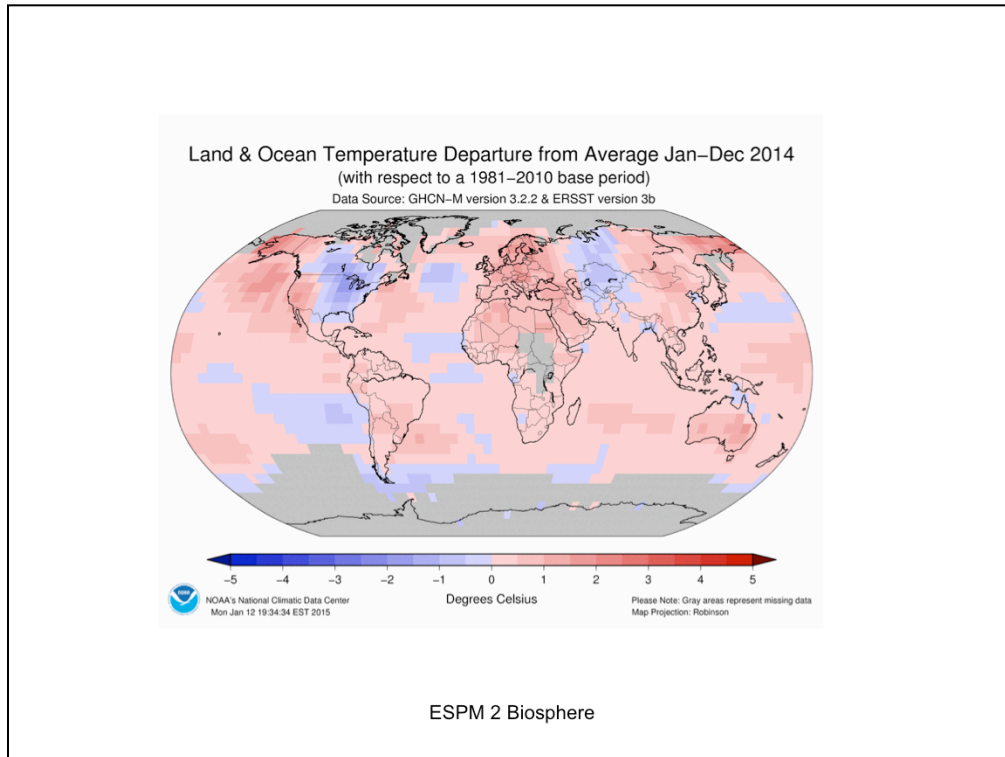 Land & Ocean Temperature Departure from Average Jan–Dec 2014
(with respect to a 1981–2010 base period)
Data Source: GHCN–M version 3.2.2 & ERSST version 3b
−5 −4 −3 −2 −1 0 1 2 3 4 5
Degrees Celsius
NOAA's National Climatic Data Center
Mon Jan 12 19:34:34 EST 2015
Please Note: Gray areas represent missing data
Map Projection: Robinson
ESPM 2 Biosphere